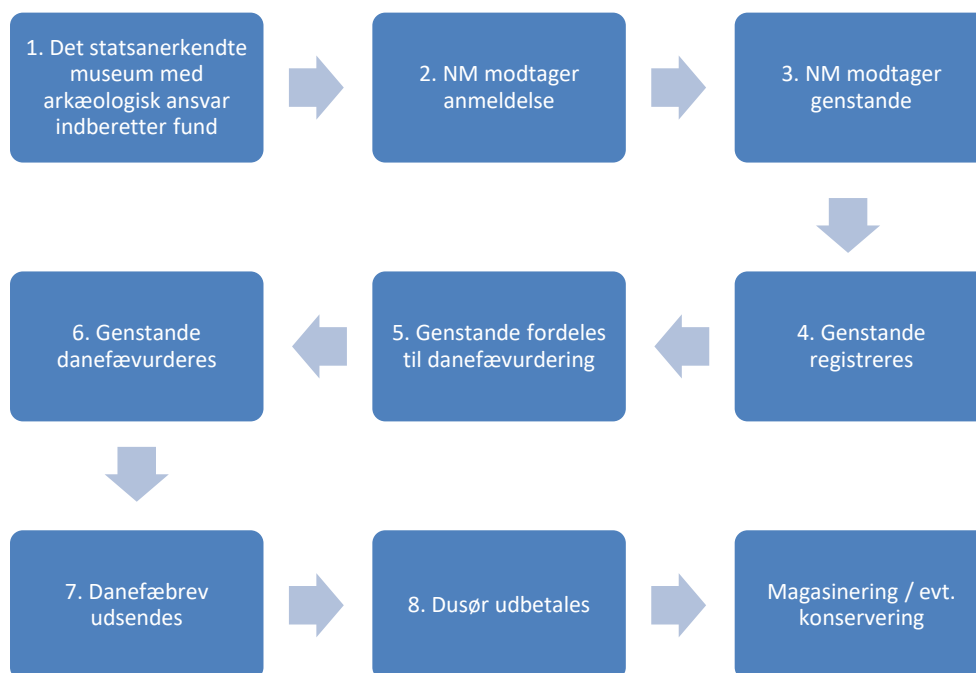 1. Det statsanerkendte
museum med
arkæologisk ansvar
indberetter fund
2. NM modtager
anmeldelse
3. NM modtager
genstande
4. Genstande
registreres
5. Genstande fordeles
til danefævurdering
6. Genstande
danefævurderes
7. Danefæbrev
udsendes
8. Dusør udbetales
Magasinering / evt.
konservering